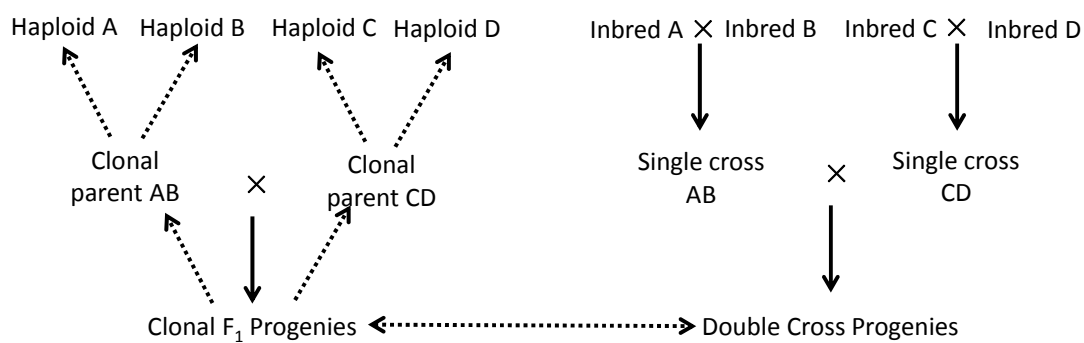 Haploid A Haploid B Haploid C Haploid D Inbred A × Inbred B Inbred C × Inbred D
Clonal
parent AB
×
Clonal
parent CD
Single cross
AB
×
Single cross
CD
Clonal F₁ Progenies
Double Cross Progenies